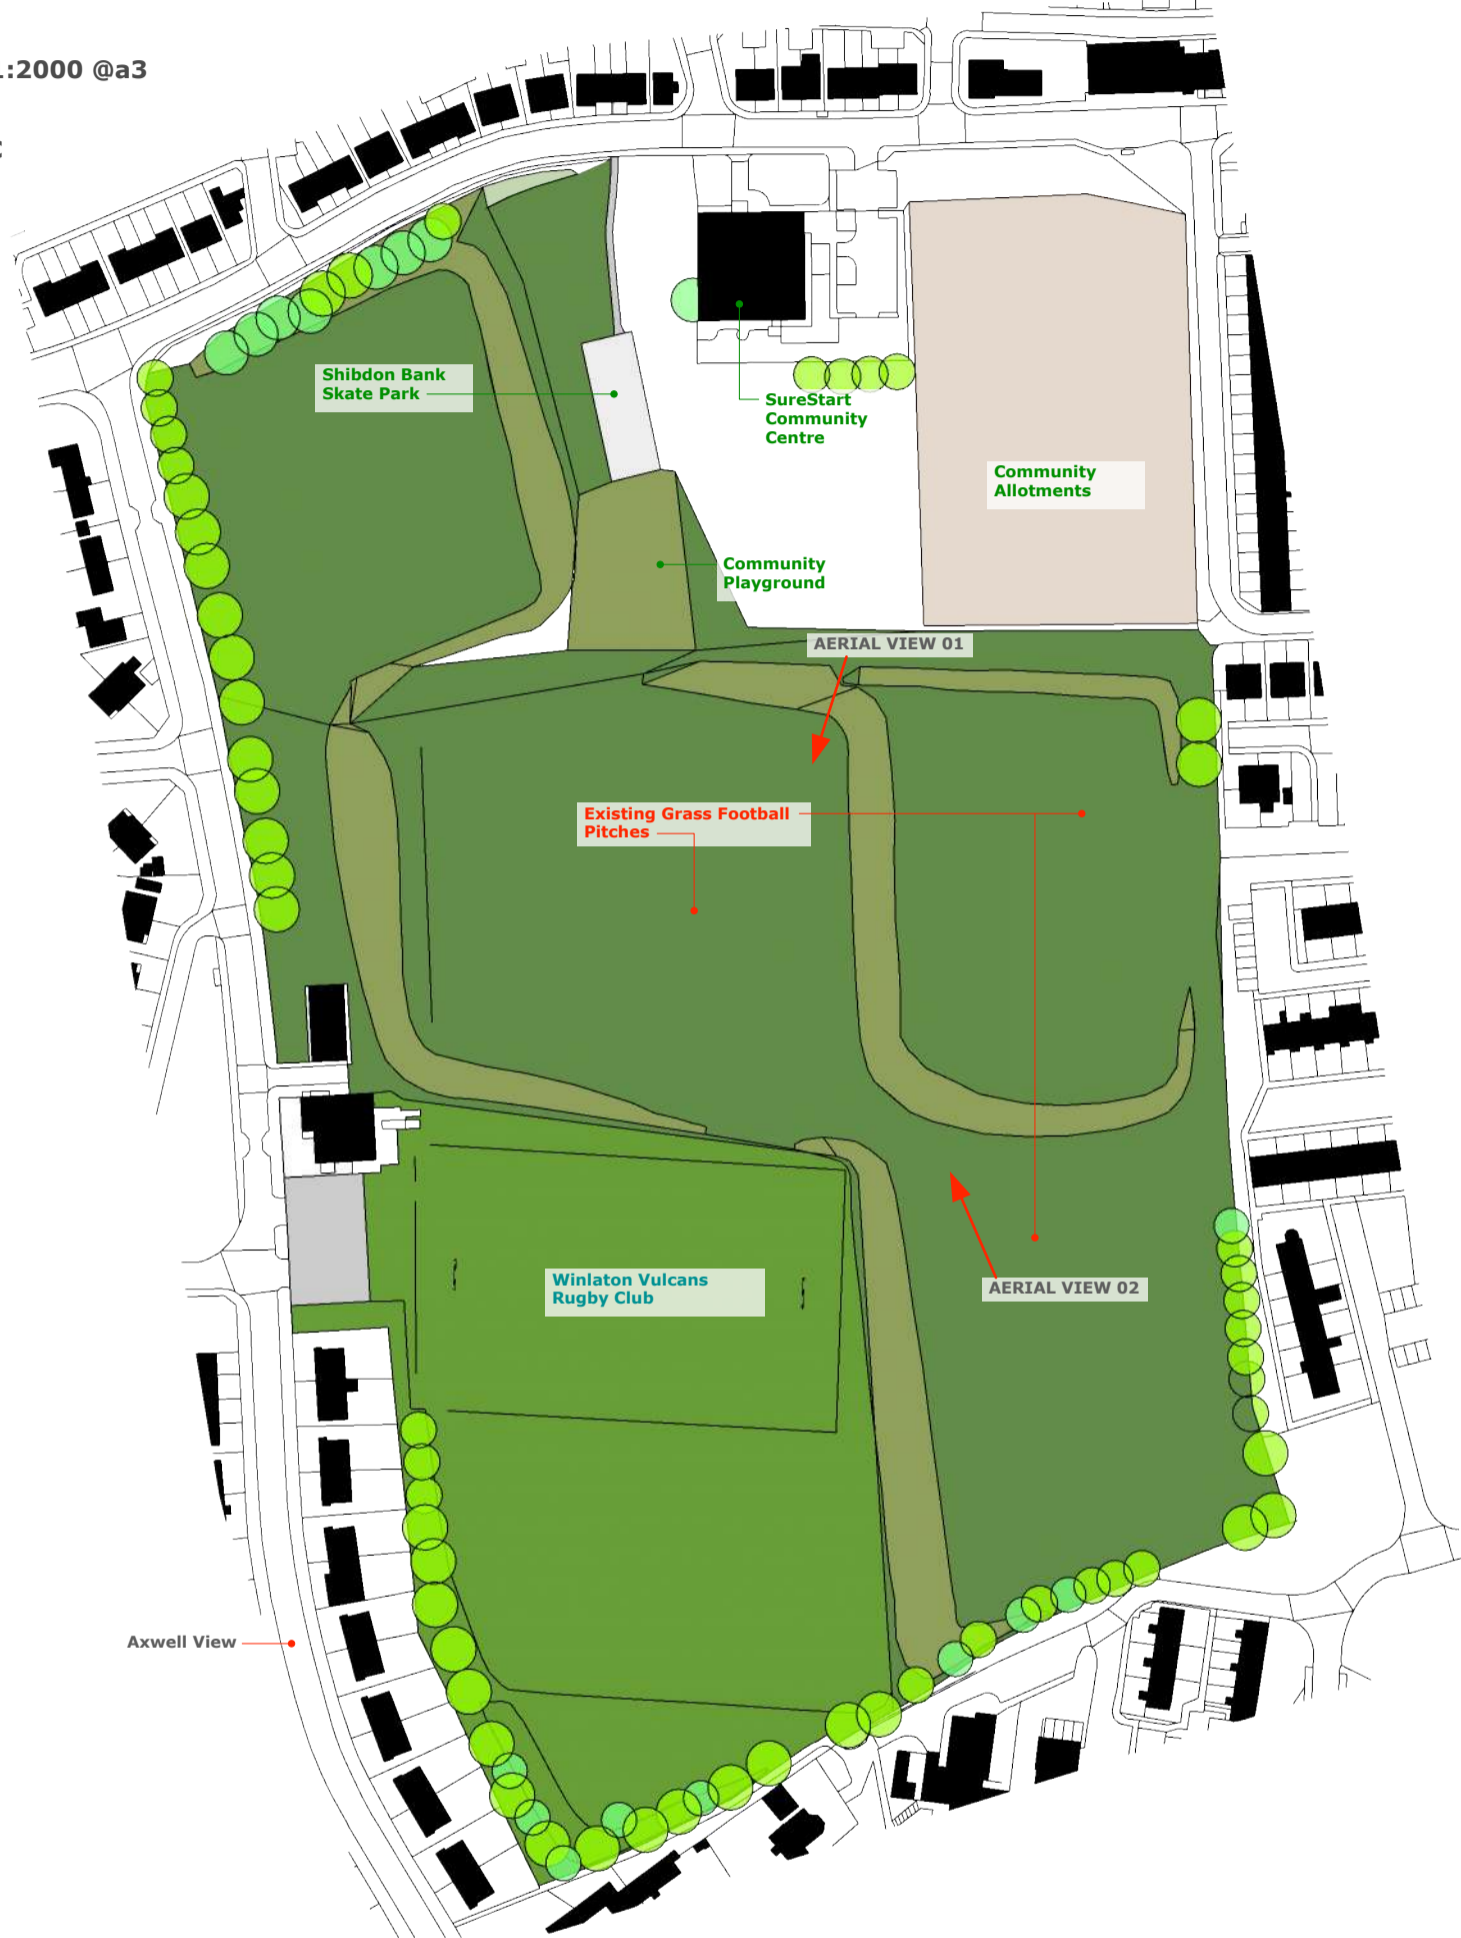 :2000 @a3
Shibdon Bank
Skate Park
SureStart
Community
Centre
Community
Allotments
Community
Playground
AERIAL VIEW 01
Existing Grass Football
Pitches
Winlaton Vulcans
Rugby Club
AERIAL VIEW 02
Axwell View